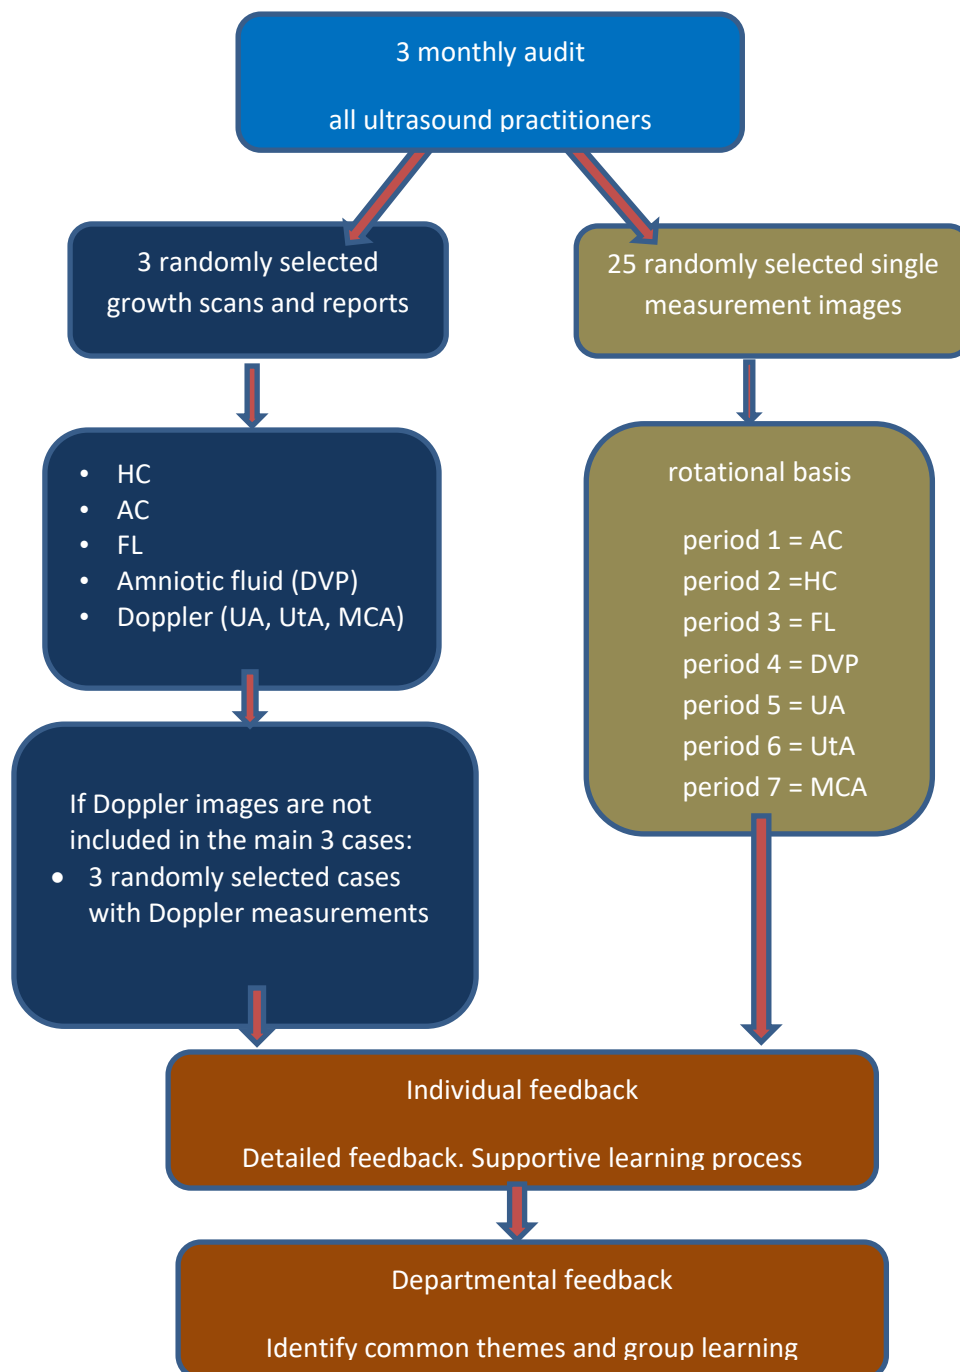 3 monthly audit
all ultrasound practitioners
3 randomly selected
growth scans and reports
25 randomly selected single
measurement images
• HC
• AC
• FL
• Amniotic fluid (DVP)
• Doppler (UA, UtA, MCA)
rotational basis
period 1 = AC
period 2 =HC
period 3 = FL
period 4 = DVP
period 5 = UA
period 6 = UtA
period 7 = MCA
If Doppler images are not
included in the main 3 cases:
• 3 randomly selected cases
with Doppler measurements
Individual feedback
Detailed feedback. Supportive learning process
Departmental feedback
Identify common themes and group learning